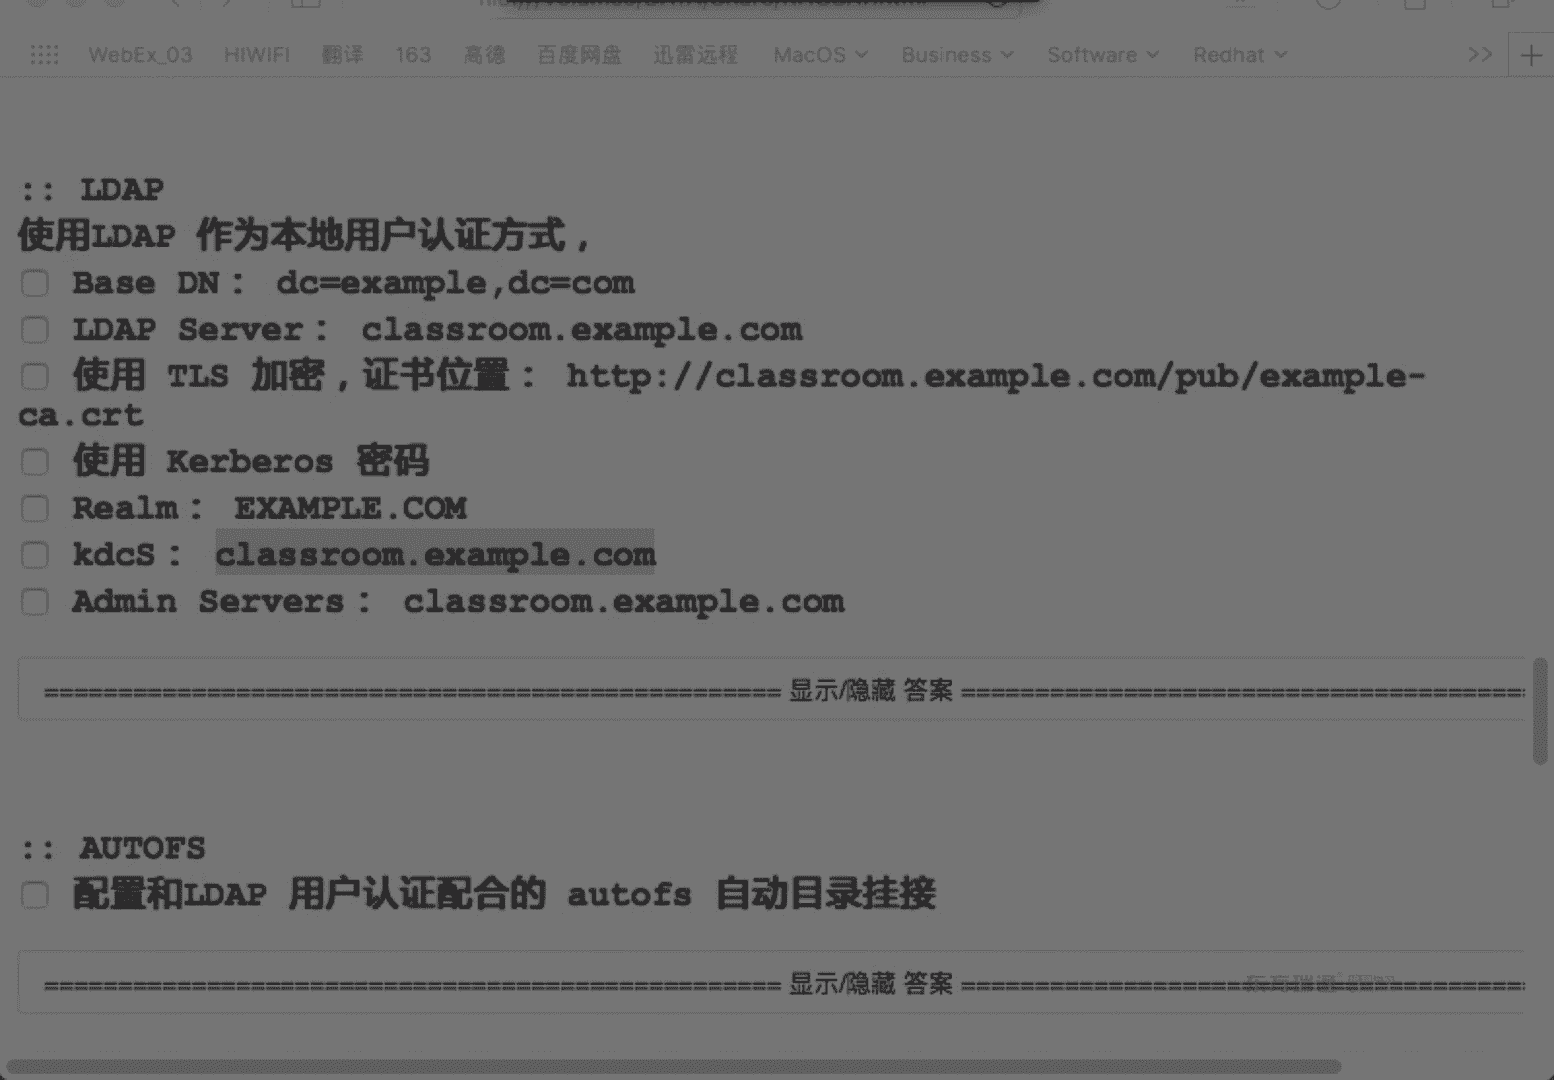 WebEx_03 HIWIFI 翻译 163 高德 百度网盘 迅雷远程 MacOS Business Software Redhat >> +
:: LDAP
使用LDAP 作为本地用户认证方式，
Base DN： dc=example,dc=com
LDAP Server： classroom.example.com
使用 TLS 加密，证书位置： http://classroom.example.com/pub/example-
ca.crt
使用 Kerberos 密码
Realm： EXAMPLE.COM
kdcS： classroom.example.com
Admin Servers： classroom.example.com
显示/隐藏 答案
:: AUTOFS
配置和LDAP 用户认证配合的 autofs 自动目录挂接
显示/隐藏 答案